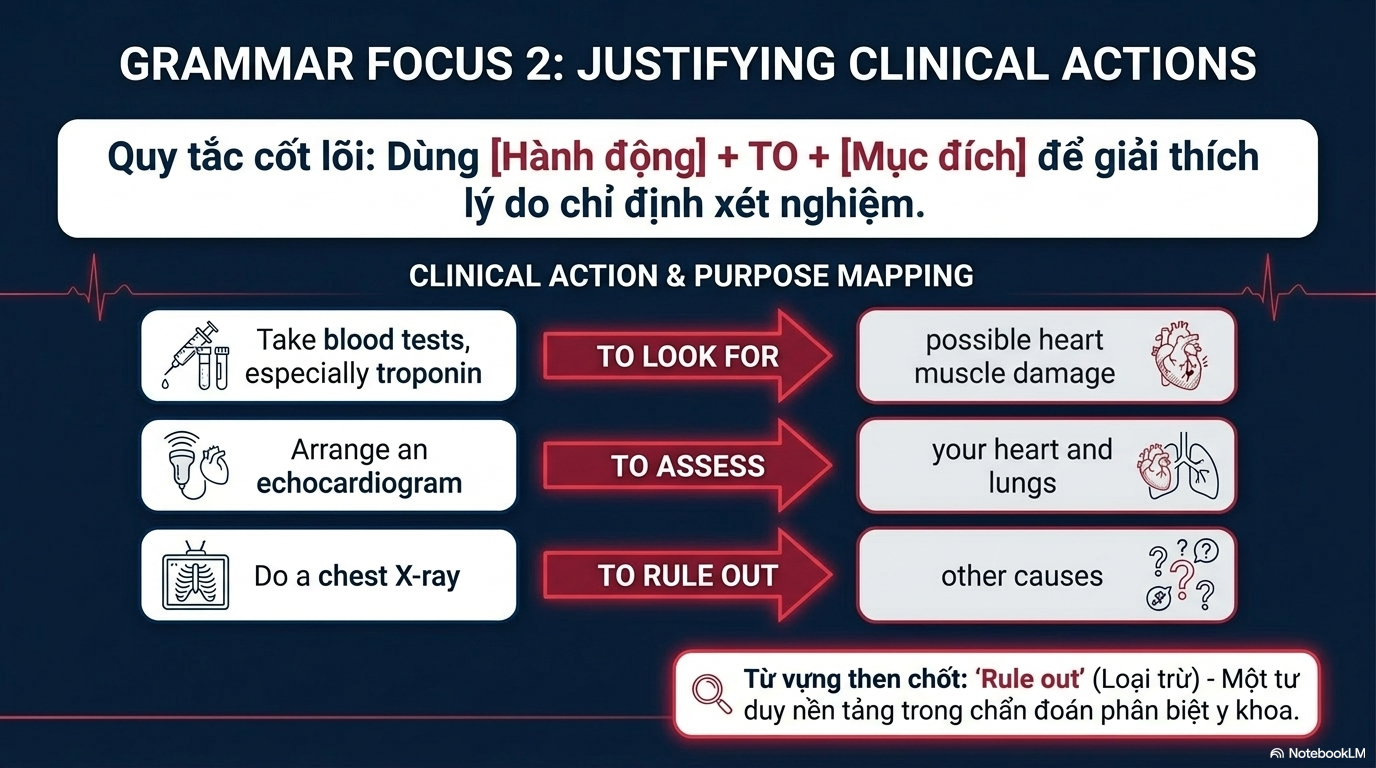 GRAMMAR FOCUS 2: JUSTIFYING CLINICAL ACTIONS
Quy tắc cốt lõi: Dùng [Hành động] + TO + [Mục đích] để giải thích
lý do chỉ định xét nghiệm.
CLINICAL ACTION & PURPOSE MAPPING
Take blood tests,
especially troponin
TO LOOK FOR
possible heart
muscle damage
Arrange an
echocardiogram
TO ASSESS
your heart and
lungs
Do a chest X-ray
TO RULE OUT
other causes
Từ vựng then chốt: ‘Rule out’ (Loại trừ) - Một tư
duy nền tảng trong chẩn đoán phân biệt y khoa.
NotebookLM